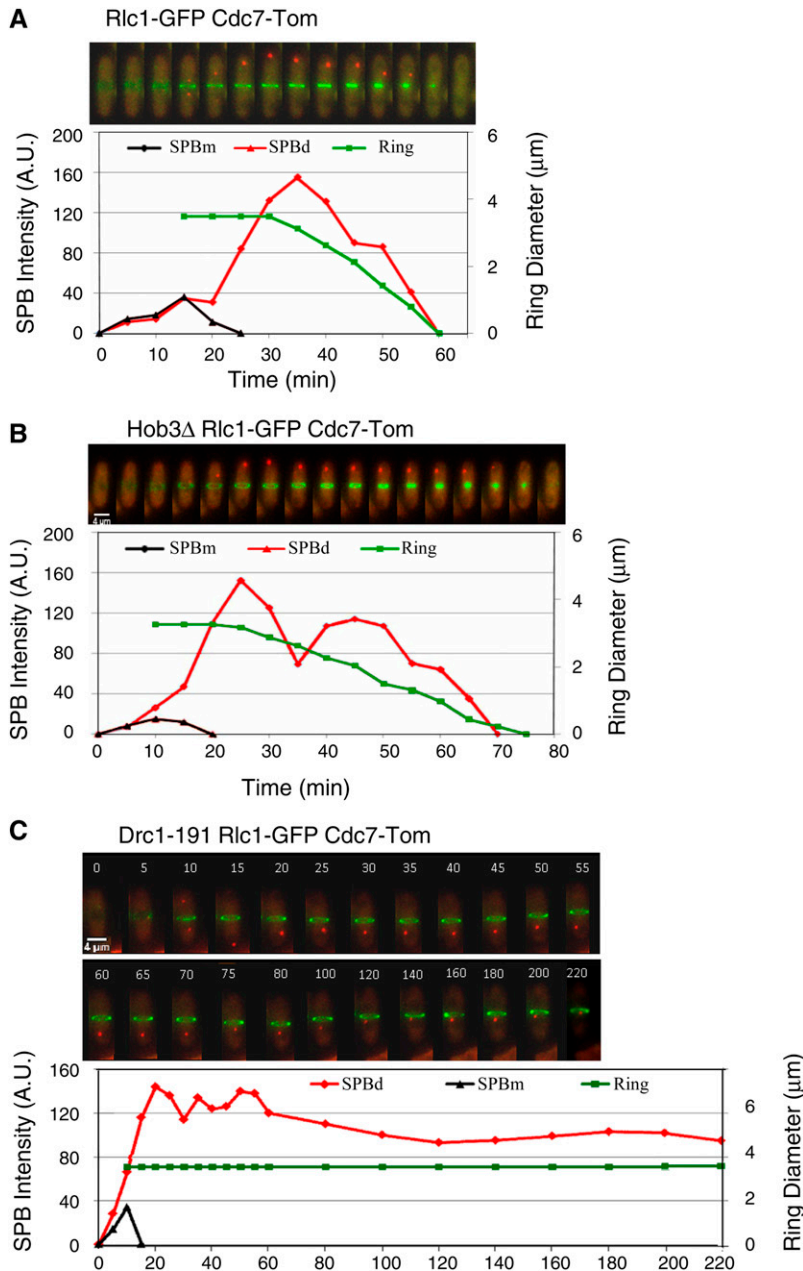 A
Rlc1-GFP Cdc7-Tom
SPBm SPBd Ring
SPB Intensity (A.U.)
200
160
120
80
40
0
6
4
2
0
Ring Diameter (μm)
0 10 20 30 40 50 60
Time (min)
B
Hob3Δ Rlc1-GFP Cdc7-Tom
4 μm
SPBm SPBd Ring
SPB Intensity (A.U.)
200
160
120
80
40
0
6
4
2
0
Ring Diameter (μm)
0 10 20 30 40 50 60 70 80
Time (min)
C
Drc1-191 Rlc1-GFP Cdc7-Tom
0 5 10 15 20 25 30 35 40 45 50 55
4 μm
60 65 70 75 80 100 120 140 160 180 200 220
SPBd SPBm Ring
SPB Intensity (A.U.)
160
120
80
40
0
6
4
2
0
Ring Diameter (μm)
0 20 40 60 80 100 120 140 160 180 200 220